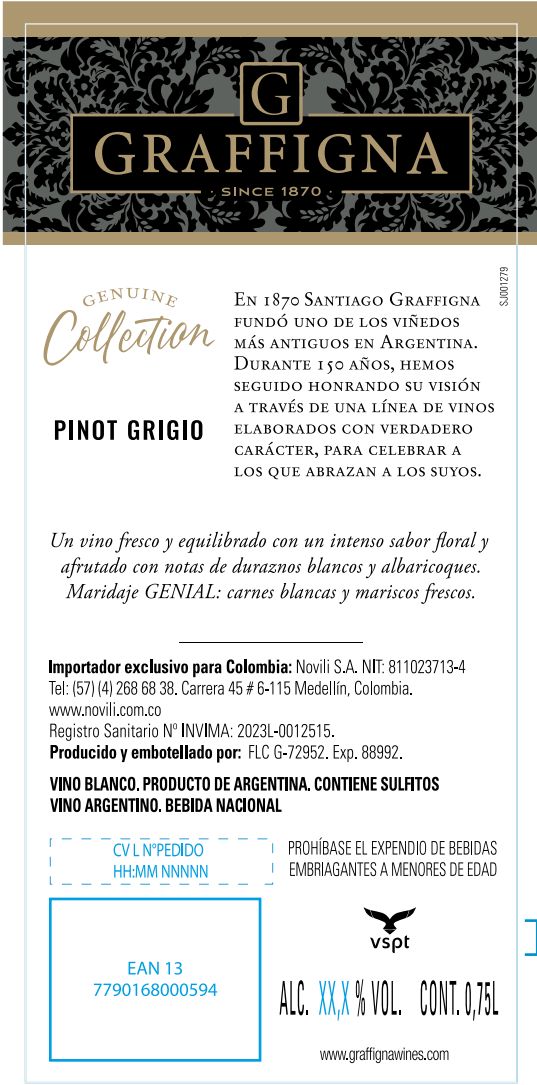 G
GRAFFIGNA
· SINCE 1870 ·
SJ001279
GENUINE
Collection
PINOT GRIGIO
En 1870 Santiago Graffigna
fundó uno de los viñedos
más antiguos en Argentina.
Durante 150 años, hemos
seguido honrando su visión
a través de una línea de vinos
elaborados con verdadero
carácter, para celebrar a
los que abrazan a los suyos.
Un vino fresco y equilibrado con un intenso sabor floral y
afrutado con notas de duraznos blancos y albaricoques.
Maridaje GENIAL: carnes blancas y mariscos frescos.
Importador exclusivo para Colombia: Novili S.A. NIT: 811023713-4
Tel: (57) (4) 268 68 38. Carrera 45 # 6-115 Medellín, Colombia.
www.novili.com.co
Registro Sanitario Nº INVIMA: 2023L-0012515.
Producido y embotellado por: FLC G-72952. Exp. 88992.
VINO BLANCO. PRODUCTO DE ARGENTINA. CONTIENE SULFITOS
VINO ARGENTINO. BEBIDA NACIONAL
CV L N°PEDIDO
HH:MM NNNNN
PROHÍBASE EL EXPENDIO DE BEBIDAS
EMBRIAGANTES A MENORES DE EDAD
EAN 13
7790168000594
vspt
ALC. XX,X % VOL. CONT. 0,75L
www.graffignawines.com